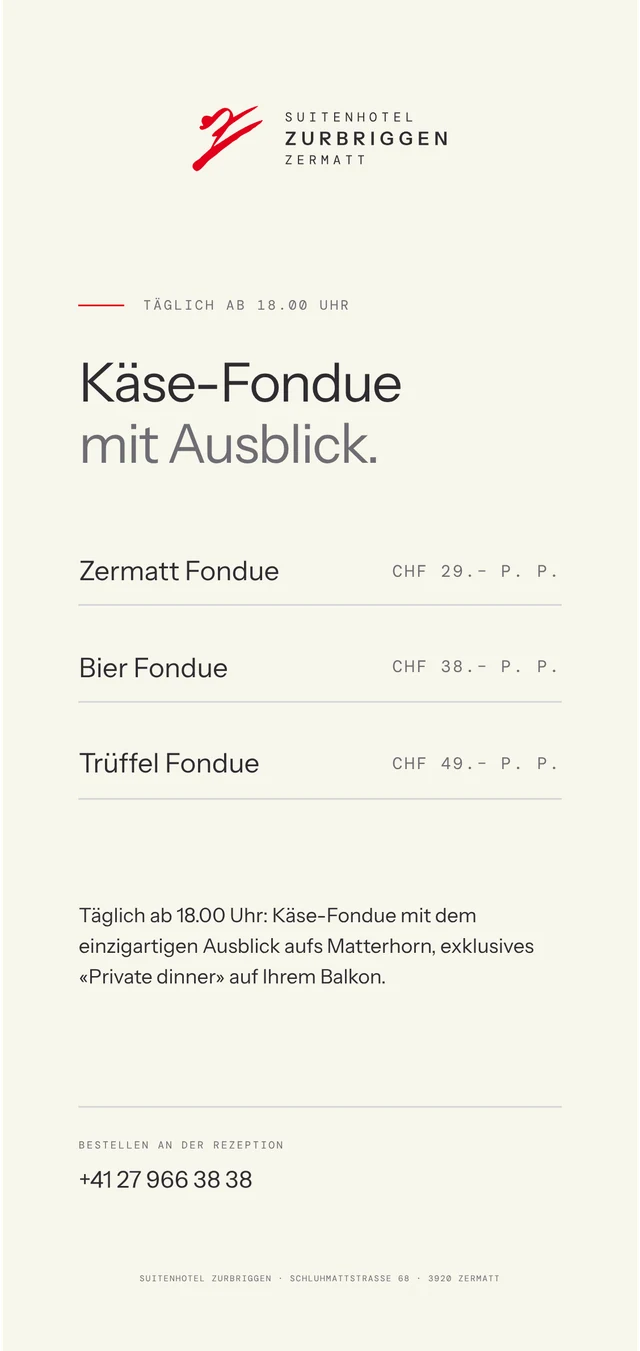 SUITENHOTEL
ZURBRIGGEN
ZERMATT
TÄGLICH AB 18.00 UHR
Käse-Fondue
mit Ausblick.
Zermatt Fondue CHF 29.– P. P.
Bier Fondue CHF 38.– P. P.
Trüffel Fondue CHF 49.– P. P.
Täglich ab 18.00 Uhr: Käse-Fondue mit dem
einzigartigen Ausblick aufs Matterhorn, exklusives
«Private dinner» auf Ihrem Balkon.
BESTELLEN AN DER REZEPTION
+41 27 966 38 38
SUITENHOTEL ZURBRIGGEN · SCHLUHMATTSTRASSE 68 · 3920 ZERMATT